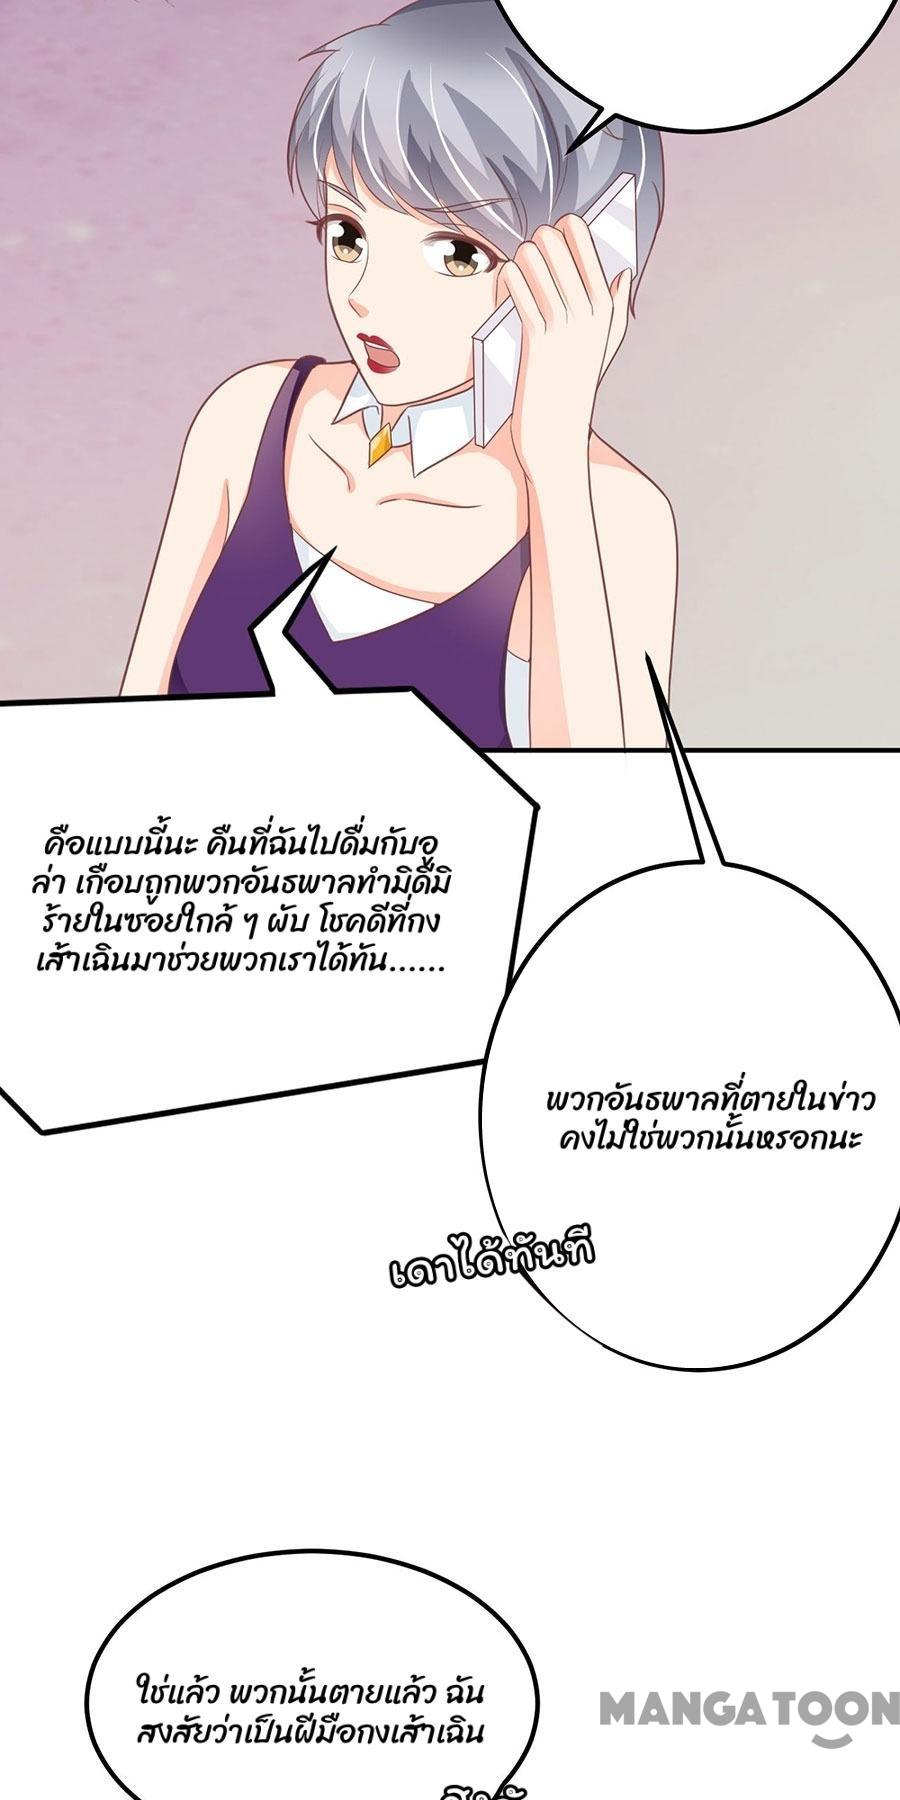 คือแบบนี้นะ คืนที่ฉันไปดื่มกับอู
ล่า เกือบถูกพวกอันธพาลทำมิดีมิ
ร้ายในซอยใกล้ ๆ ผับ โชคดีที่กง
เส้าเฉินมาช่วยพวกเราได้ทัน......
พวกอันธพาลที่ตายในข่าว
คงไม่ใช่พวกนั้นหรอกนะ
เดาได้ทันที
ใช่แล้ว พวกนั้นตายแล้ว ฉัน
สงสัยว่าเป็นฝีมือกงเส้าเฉิน
MANGATOON